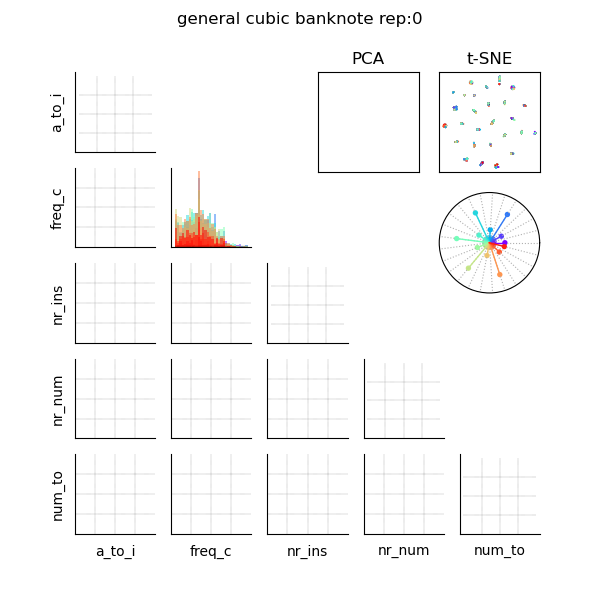 general cubic banknote rep:0
PCA
t-SNE
a_to_i
freq_c
nr_ins
nr_num
num_to
a_to_i
freq_c
nr_ins
nr_num
num_to